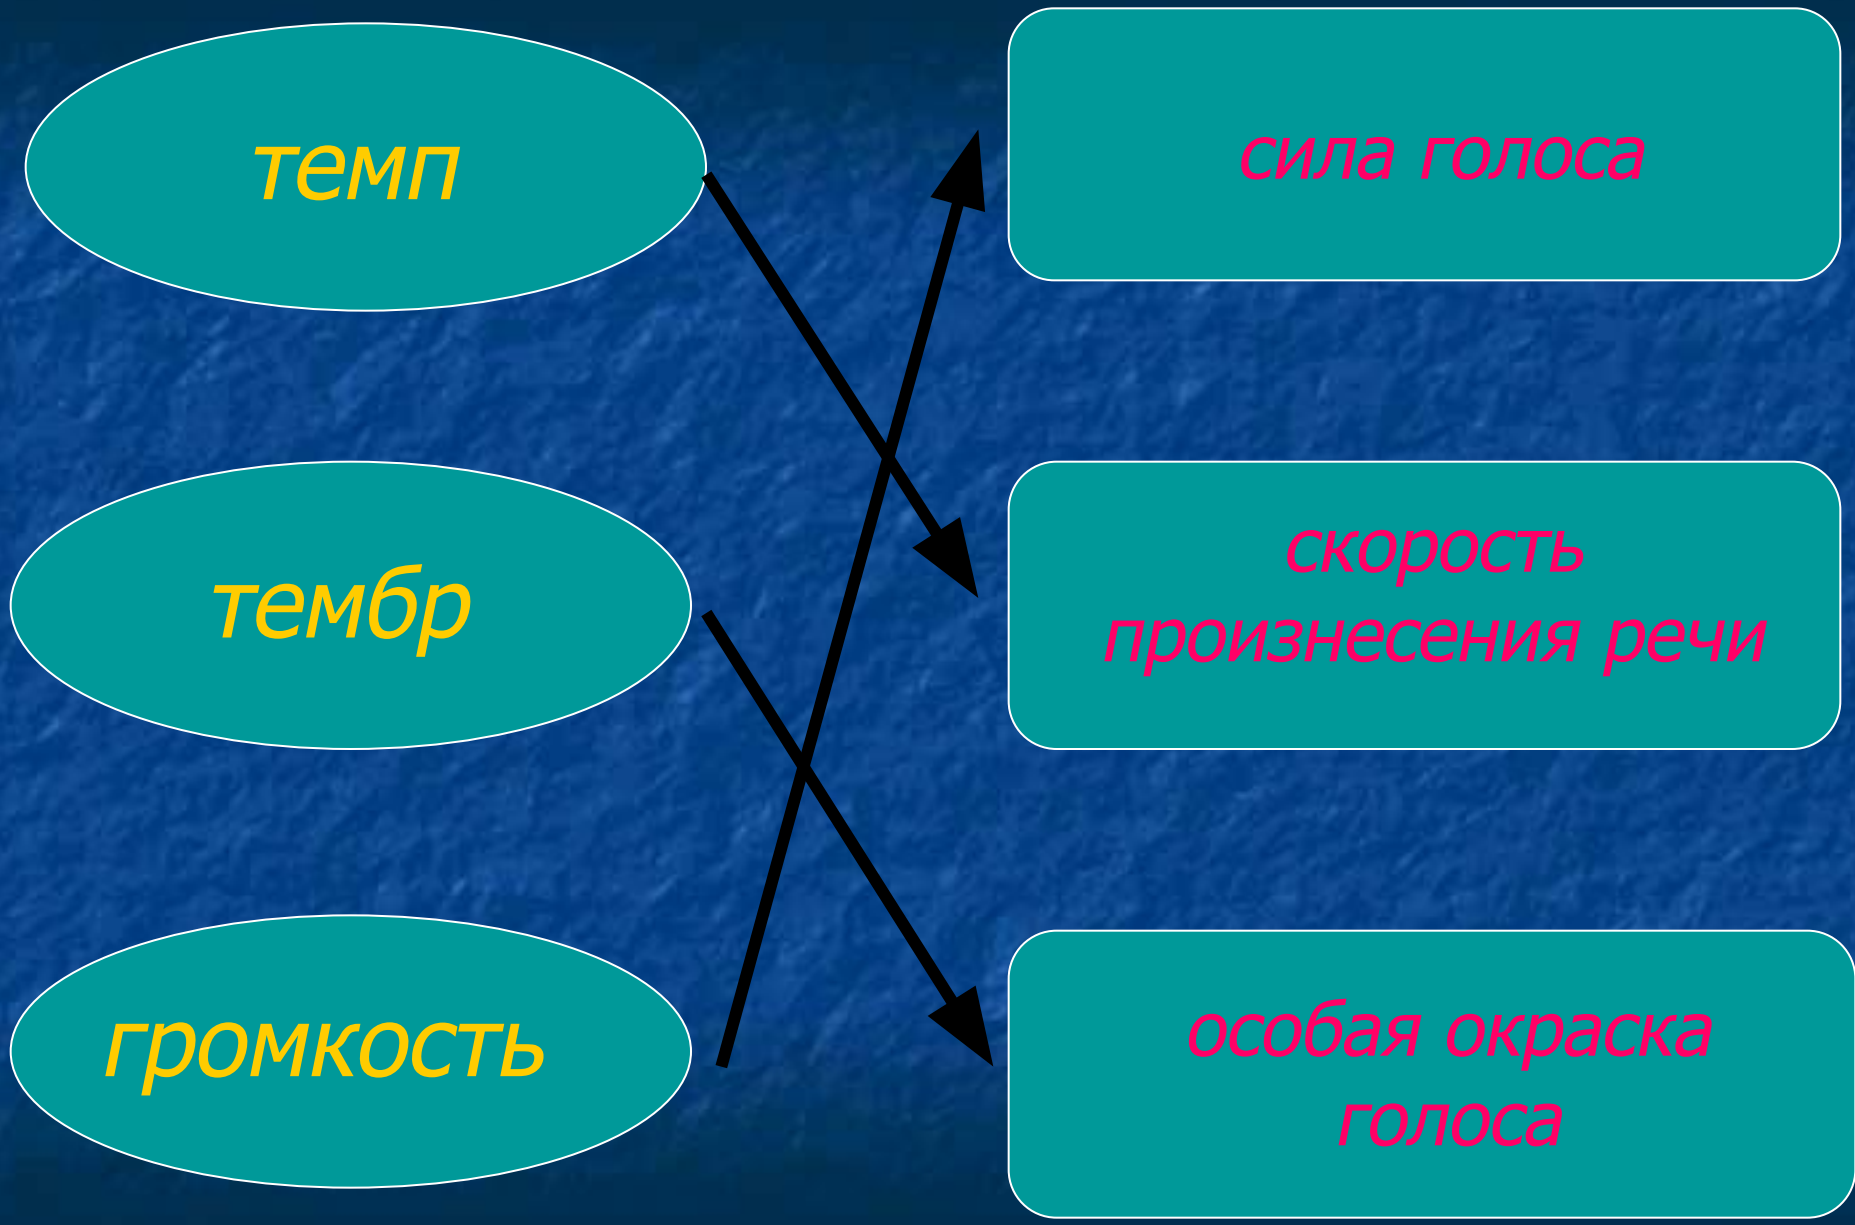 темп
сила голоса
тембр
скорость
произнесения речи
громкость
особая окраска
голоса